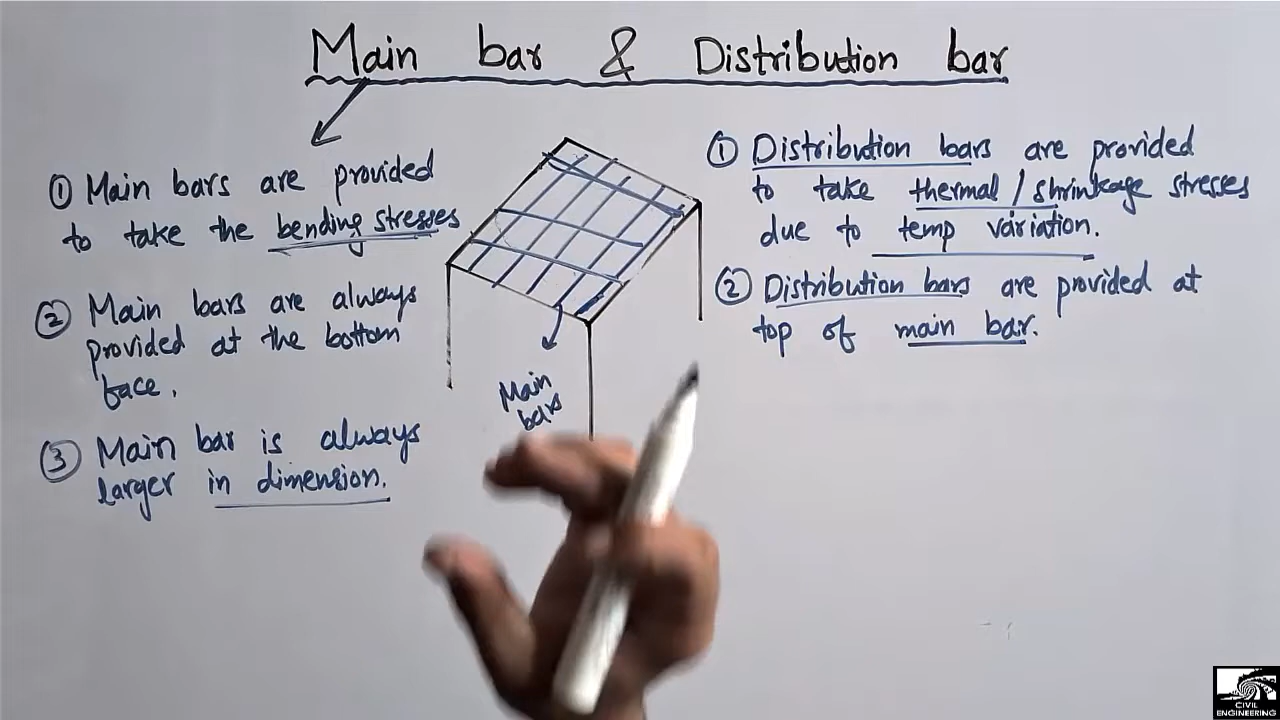 Main bar & Distribution bar
① Main bars are provided
to take the bending stresses
② Main bars are always
provided at the bottom
face.
③ Main bar is always
larger in dimension.
Main
bars
① Distribution bars are provided
to take thermal/shrinkage stresses
due to temp variation.
② Distribution bars are provided at
top of main bar.
CIVIL
ENGINEERING